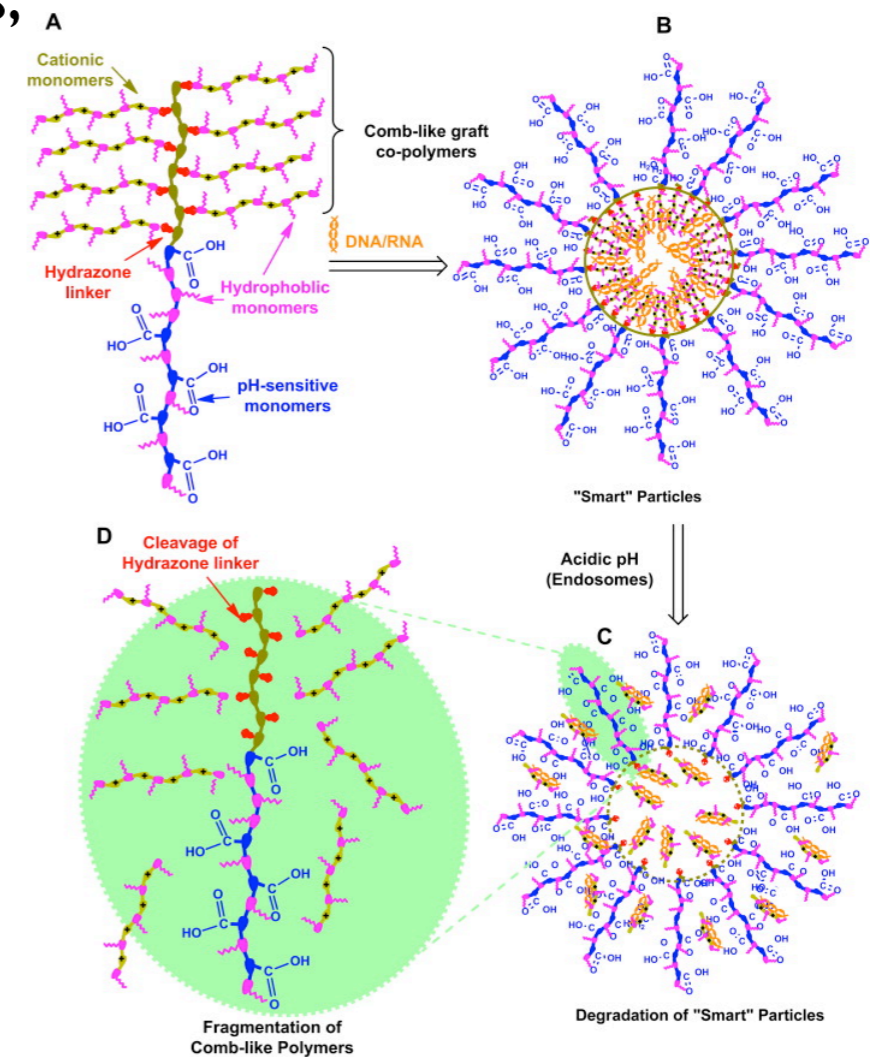 A
Cationic
monomers
Comb-like graft
co-polymers
DNA/RNA
Hydrazone
linker
Hydrophoblic
monomers
pH-sensitive
monomers
B
"Smart" Particles
Acidic pH
(Endosomes)
C
Degradation of "Smart" Particles
D
Cleavage of
Hydrazone linker
Fragmentation of
Comb-like Polymers